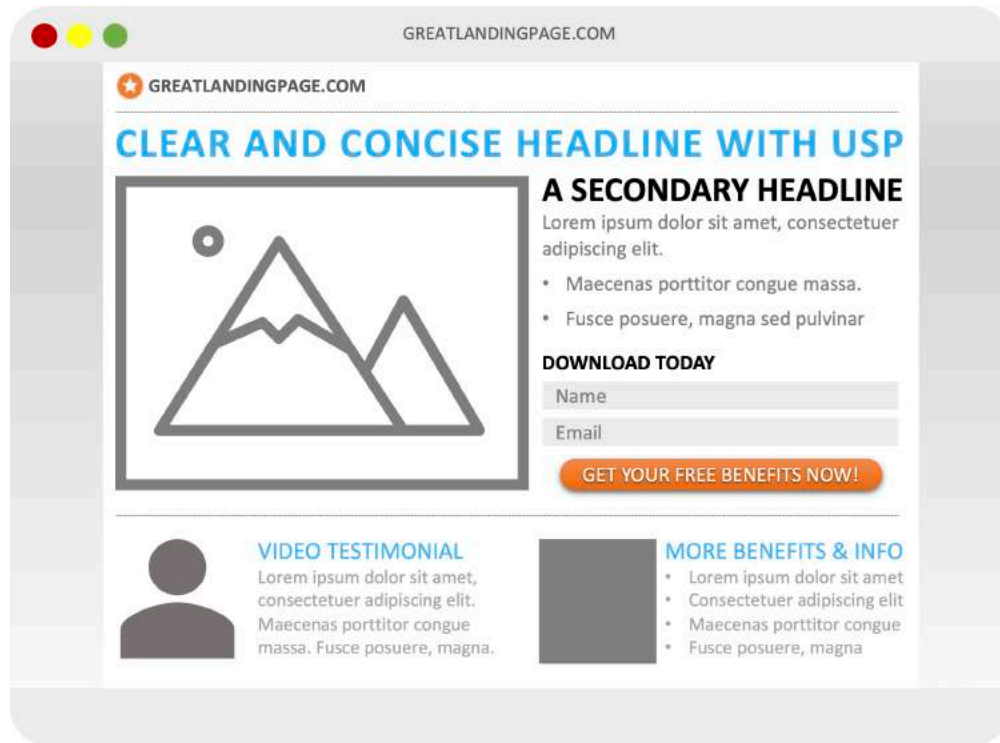 GREATLANDINGPAGE.COM
GREATLANDINGPAGE.COM
CLEAR AND CONCISE HEADLINE WITH USP
A SECONDARY HEADLINE
Lorem ipsum dolor sit amet, consectetuer
adipiscing elit.
• Maecenas porttitor congue massa.
• Fusce posuere, magna sed pulvinar
DOWNLOAD TODAY
Name
Email
GET YOUR FREE BENEFITS NOW!
VIDEO TESTIMONIAL
Lorem ipsum dolor sit amet,
consectetuer adipiscing elit.
Maecenas porttitor congue
massa. Fusce posuere, magna.
MORE BENEFITS & INFO
• Lorem ipsum dolor sit amet
• Consectetuer adipiscing elit
• Maecenas porttitor congue
• Fusce posuere, magna